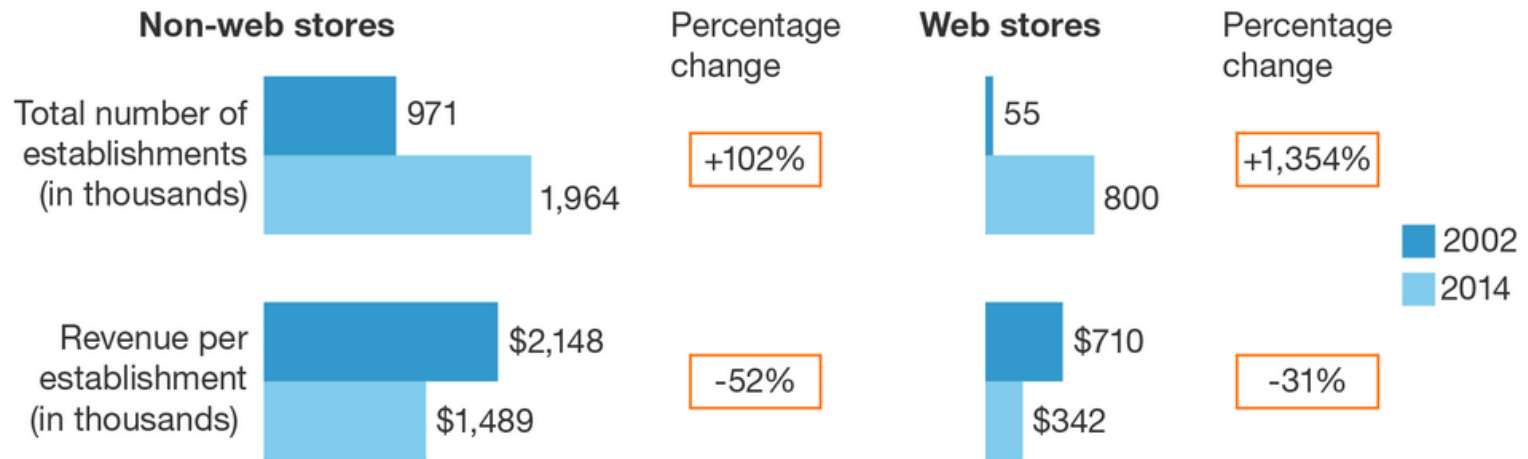 Non-web stores
Percentage
change
Web stores
Percentage
change
Total number of
establishments
(in thousands)
971
1,964
+102%
55
800
+1,354%
2002
2014
Revenue per
establishment
(in thousands)
$2,148
$1,489
-52%
$710
$342
-31%